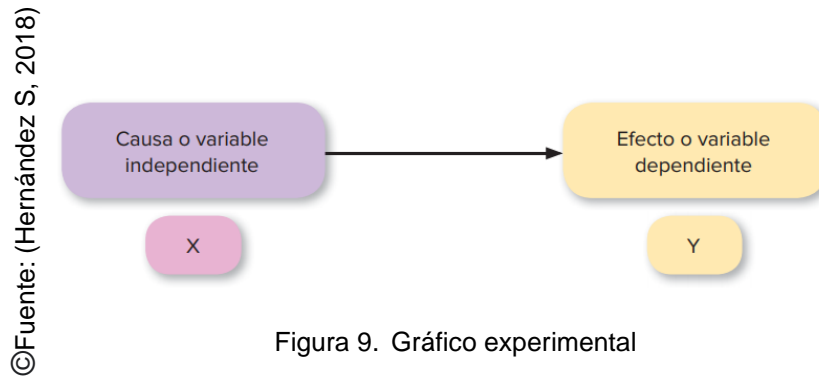 ©Fuente: (Hernández S, 2018)
Causa o variable
independiente
Efecto o variable
dependiente
X
Y
Figura 9. Gráfico experimental